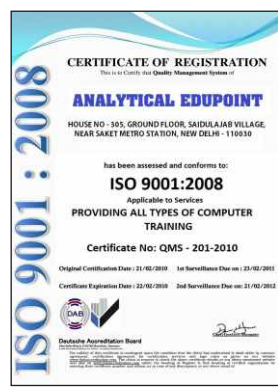 ISO 9001 : 2008
CERTIFICATE OF REGISTRATION
This is to Certify that Quality Management System of
ANALYTICAL EDUPOINT
HOUSE NO - 305, GROUND FLOOR, SAIDULAJAB VILLAGE,
NEAR SAKET METRO STATION, NEW DELHI - 110030
has been assessed and conforms to:
ISO 9001:2008
Applicable to Services
PROVIDING ALL TYPES OF COMPUTER
TRAINING
Certificate No: QMS - 201-2010
Original Certification Date : 21/02/2010 1st Surveillance Due on : 23/02/2011
Certificate Expiration Date : 22/02/2010 2nd Surveillance Due on : 21/02/2012
DAB
Deutsche Accreditation Board